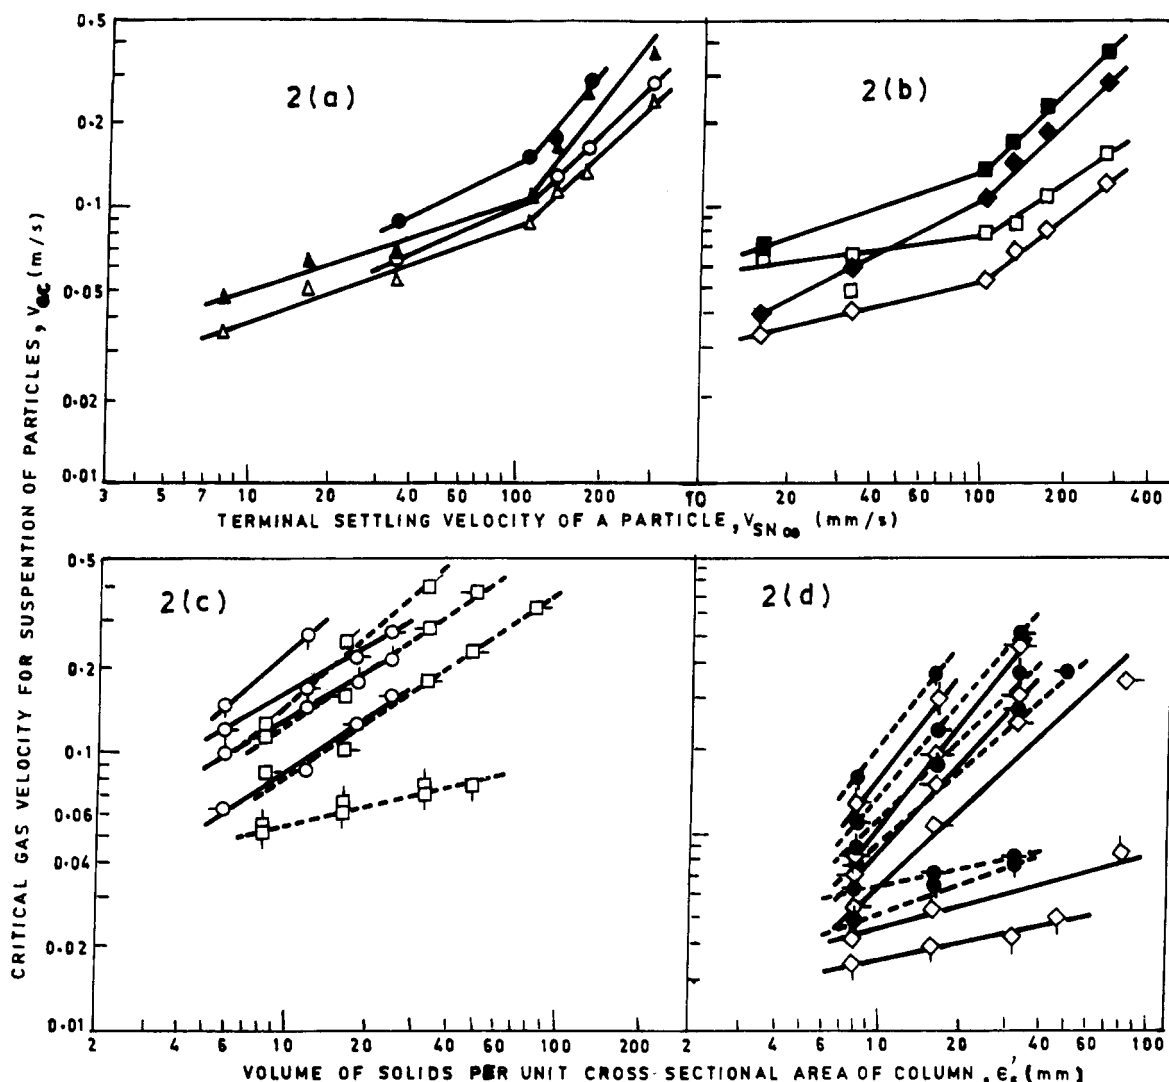 0·5
0·2
0·1
0·05
0·02
0·01
2(a)
2(b)
3 5 7 10 20 40 60 100 200 10 20 40 60 100 200 400
TERMINAL SETTLING VELOCITY OF A PARTICLE, VSN∞ (mm/s)
CRITICAL GAS VELOCITY FOR SUSPENTION OF PARTICLES, VGC (m/s)
0·5
0·2
0·1
0·06
0·04
0·02
0·01
2(c)
2(d)
2 4 6 10 20 40 60 100 2 4 6 10 20 40 60 100
VOLUME OF SOLIDS PER UNIT CROSS-SECTIONAL AREA OF COLUMN, ϵs' (mm)